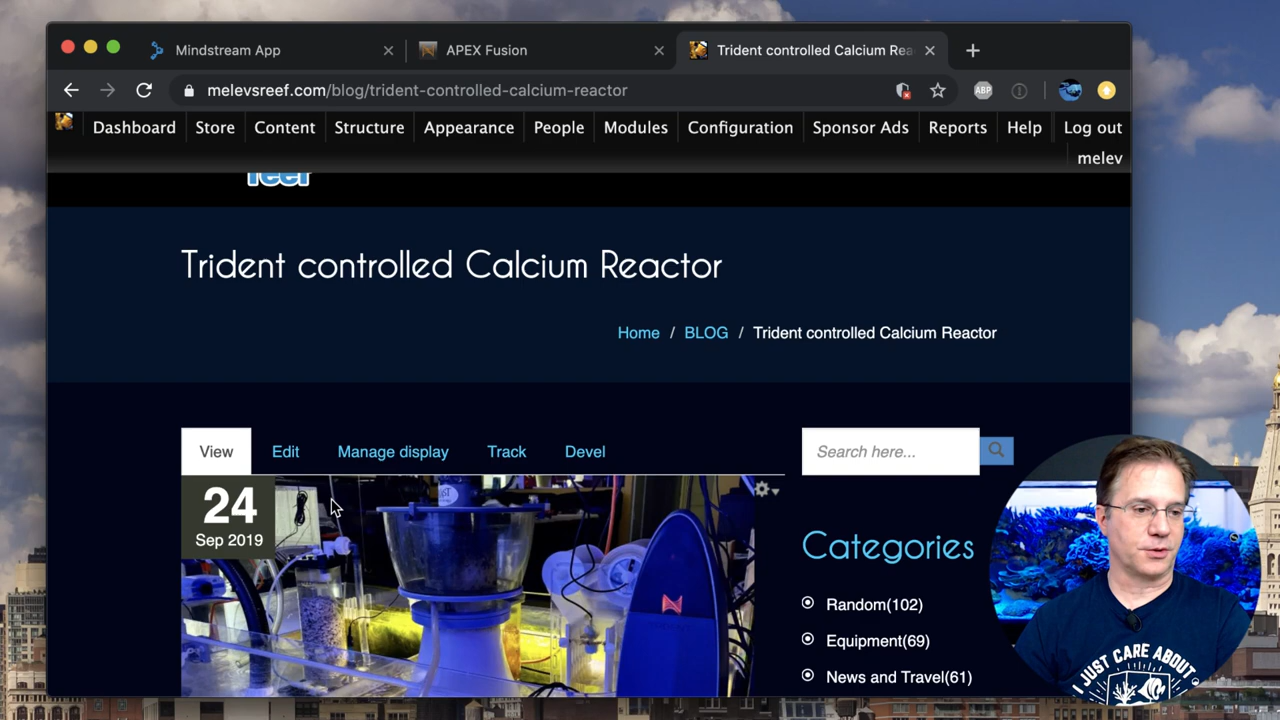 Mindstream App
APEX Fusion
Trident controlled Calcium Rea
melevsreef.com/blog/trident-controlled-calcium-reactor
ABP
Dashboard Store Content Structure Appearance People Modules Configuration Sponsor Ads Reports Help Log out
melev
reef
Trident controlled Calcium Reactor
Home / BLOG / Trident controlled Calcium Reactor
View Edit Manage display Track Devel
Search here...
24
Sep 2019
Categories
Random(102)
Equipment(69)
News and Travel(61)
I JUST CARE ABOUT